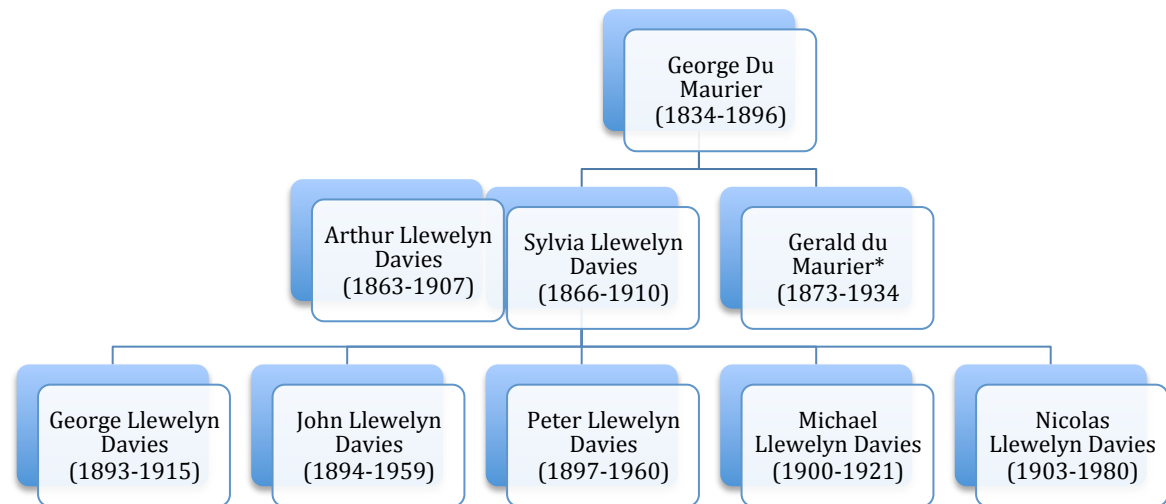 George Du
Maurier
(1834-1896)
Arthur Llewelyn
Davies
(1863-1907)
Sylvia Llewelyn
Davies
(1866-1910)
Gerald du
Maurier*
(1873-1934
George Llewelyn
Davies
(1893-1915)
John Llewelyn
Davies
(1894-1959)
Peter Llewelyn
Davies
(1897-1960)
Michael
Llewelyn Davies
(1900-1921)
Nicolas
Llewelyn Davies
(1903-1980)